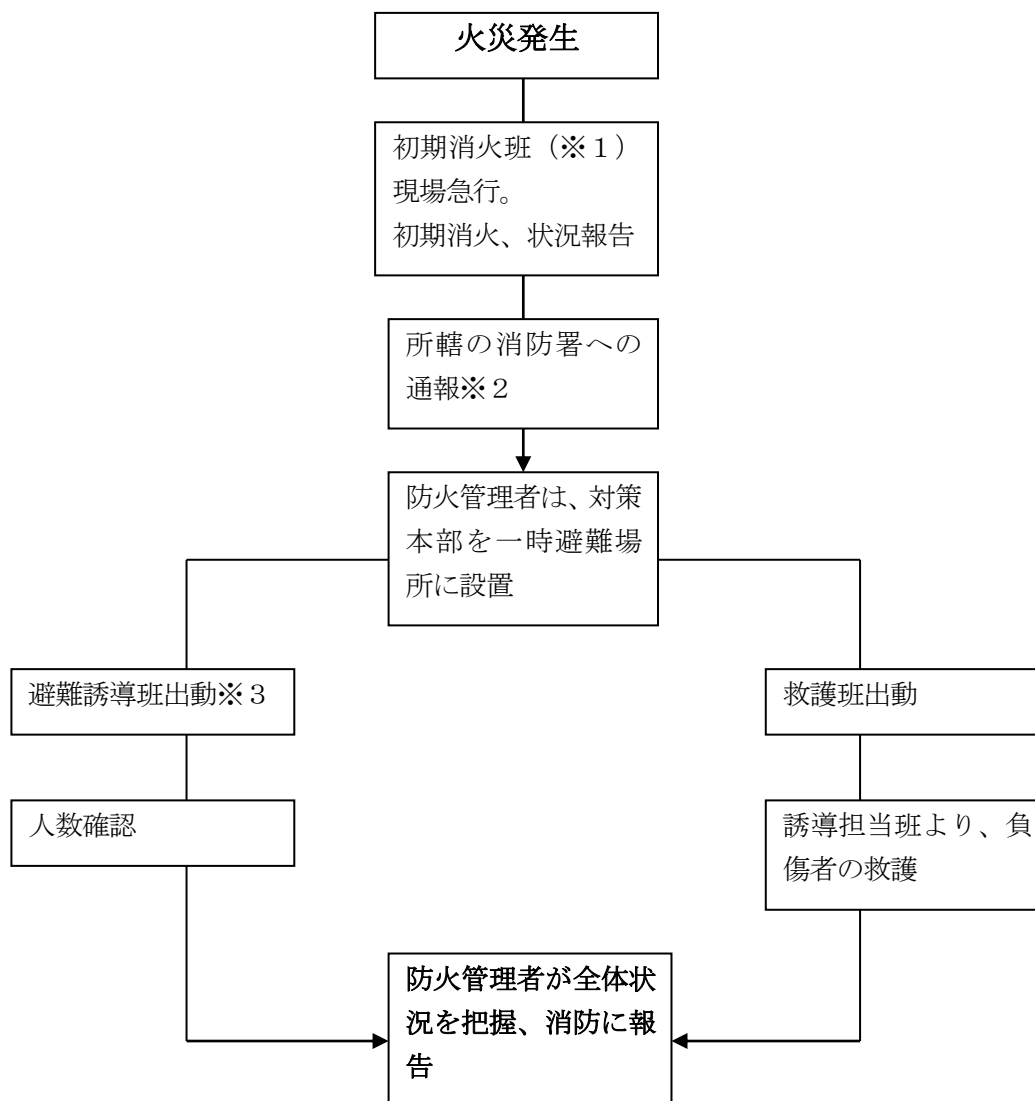 火災発生
初期消火班（※１）
現場急行。
初期消火、状況報告
所轄の消防署への
通報※２
防火管理者は、対策
本部を一時避難場
所に設置
避難誘導班出動※３
救護班出動
人数確認
誘導担当班より、負
傷者の救護
防火管理者が全体状
況を把握、消防に報
告